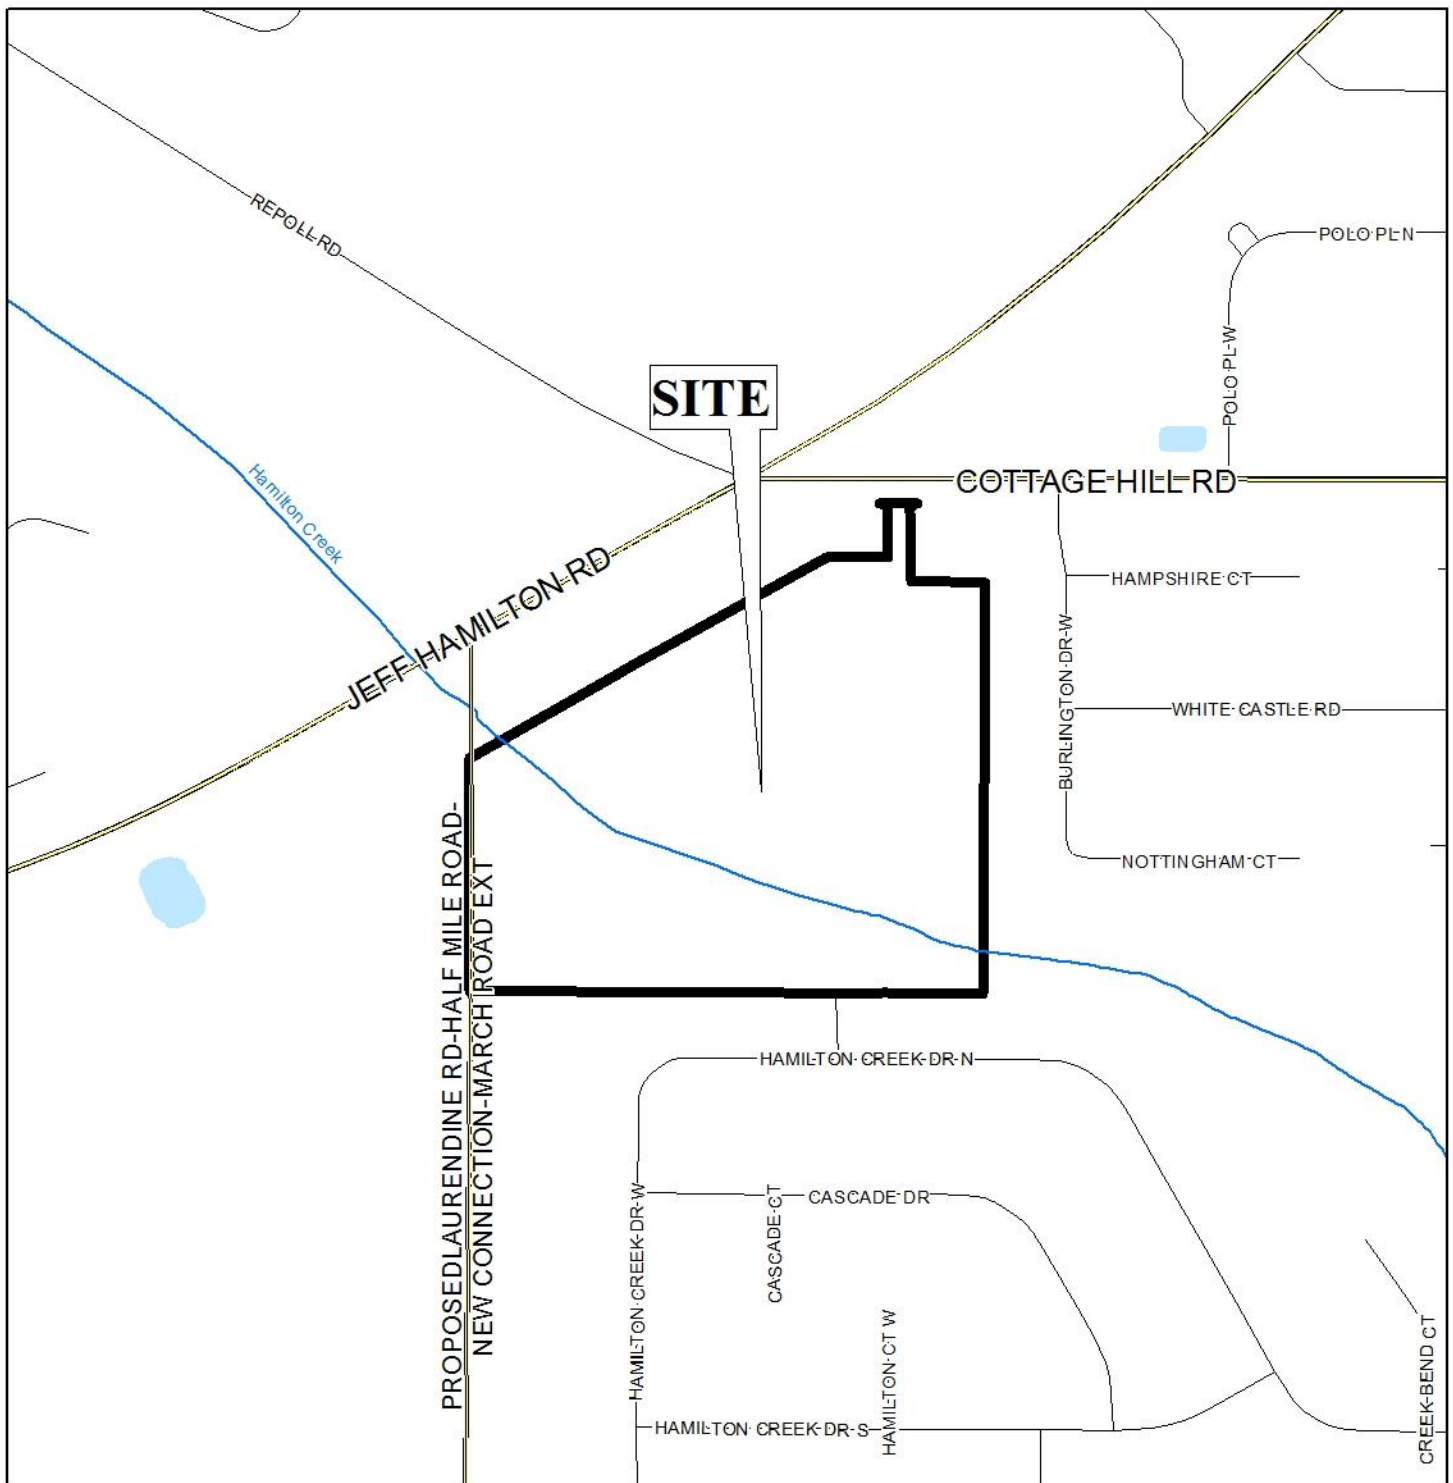 REPOLL RD
POLO PL N
POLO PL W
SITE
COTTAGE HILL RD
Hamilton Creek
JEFF HAMILTON RD
HAMPSHIRE CT
BURLINGTON DR W
WHITE CASTLE RD
NOTTINGHAM CT
PROPOSEDLAURENDINE RD-HALF MILE ROAD-
NEW CONNECTION-MARCH ROAD EXT
HAMILTON CREEK DR N
HAMILTON CREEK DR W
CASCADE CT
CASCADE DR
HAMILTON CT W
HAMILTON CREEK DR S
CREEK BEND CT